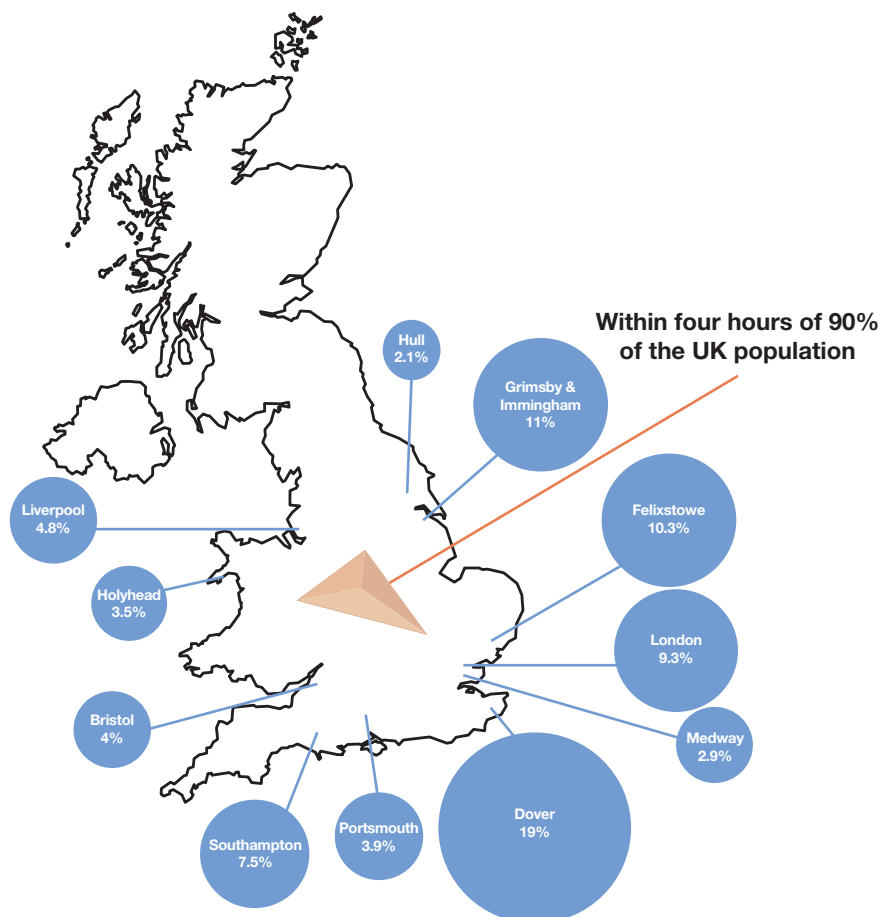 Within four hours of 90%
of the UK population
Hull
2.1%
Grimsby &
Immingham
11%
Liverpool
4.8%
Felixstowe
10.3%
Holyhead
3.5%
London
9.3%
Bristol
4%
Medway
2.9%
Dover
19%
Portsmouth
3.9%
Southampton
7.5%